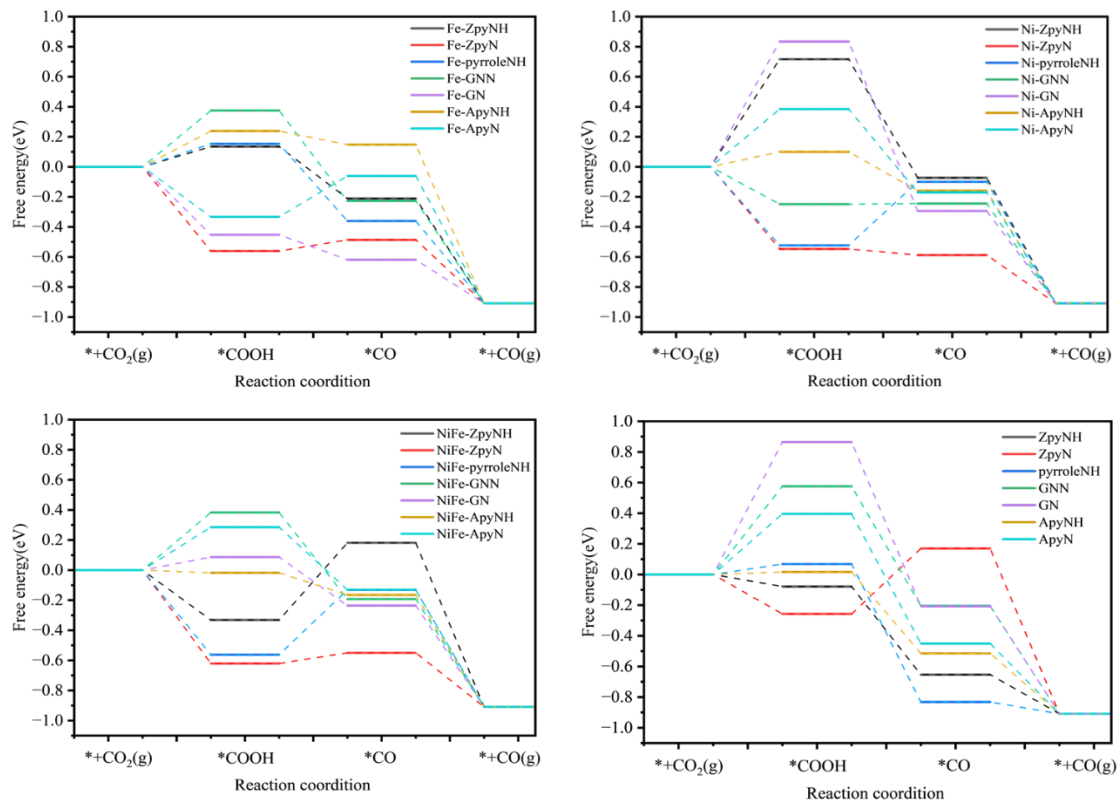 1.0
0.8
0.6
0.4
0.2
0.0
−0.2
−0.4
−0.6
−0.8
−1.0
Free energy(eV)
Fe-ZpyNH
Fe-ZpyN
Fe-pyrroleNH
Fe-GNN
Fe-GN
Fe-ApyNH
Fe-ApyN
*+CO₂(g) *COOH *CO *+CO(g)
Reaction coordition
1.0
0.8
0.6
0.4
0.2
0.0
−0.2
−0.4
−0.6
−0.8
−1.0
Free energy(eV)
Ni-ZpyNH
Ni-ZpyN
Ni-pyrroleNH
Ni-GNN
Ni-GN
Ni-ApyNH
Ni-ApyN
*+CO₂(g) *COOH *CO *+CO(g)
Reaction coordition
1.0
0.8
0.6
0.4
0.2
0.0
−0.2
−0.4
−0.6
−0.8
−1.0
Free energy(eV)
NiFe-ZpyNH
NiFe-ZpyN
NiFe-pyrroleNH
NiFe-GNN
NiFe-GN
NiFe-ApyNH
NiFe-ApyN
*+CO₂(g) *COOH *CO *+CO(g)
Reaction coordition
1.0
0.8
0.6
0.4
0.2
0.0
−0.2
−0.4
−0.6
−0.8
−1.0
Free energy(eV)
ZpyNH
ZpyN
pyrroleNH
GNN
GN
ApyNH
ApyN
*+CO₂(g) *COOH *CO *+CO(g)
Reaction coordition